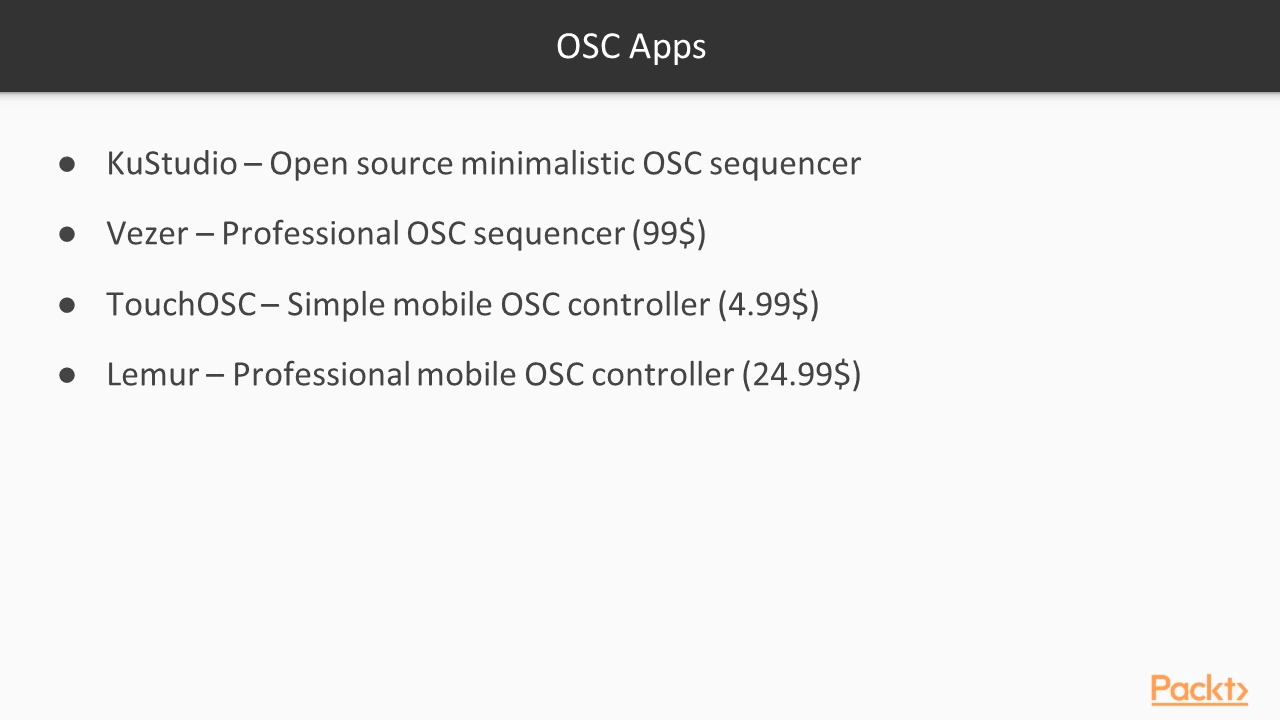 OSC Apps
● KuStudio – Open source minimalistic OSC sequencer
● Vezer – Professional OSC sequencer (99$)
● TouchOSC – Simple mobile OSC controller (4.99$)
● Lemur – Professional mobile OSC controller (24.99$)
Packt>